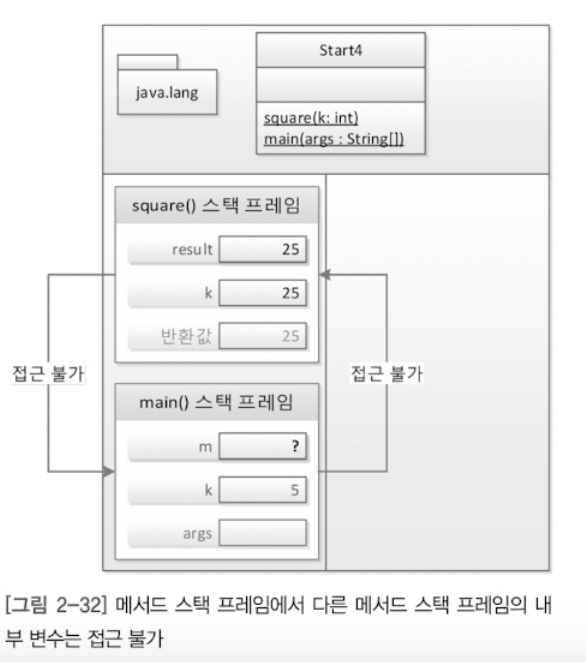 Start4
java.lang
square(k: int)
main(args : String[])
square() 스택 프레임
result 25
k 25
반환값 25
접근 불가
접근 불가
main() 스택 프레임
m ?
k 5
args
[그림 2-32] 메서드 스택 프레임에서 다른 메서드 스택 프레임의 내
부 변수는 접근 불가